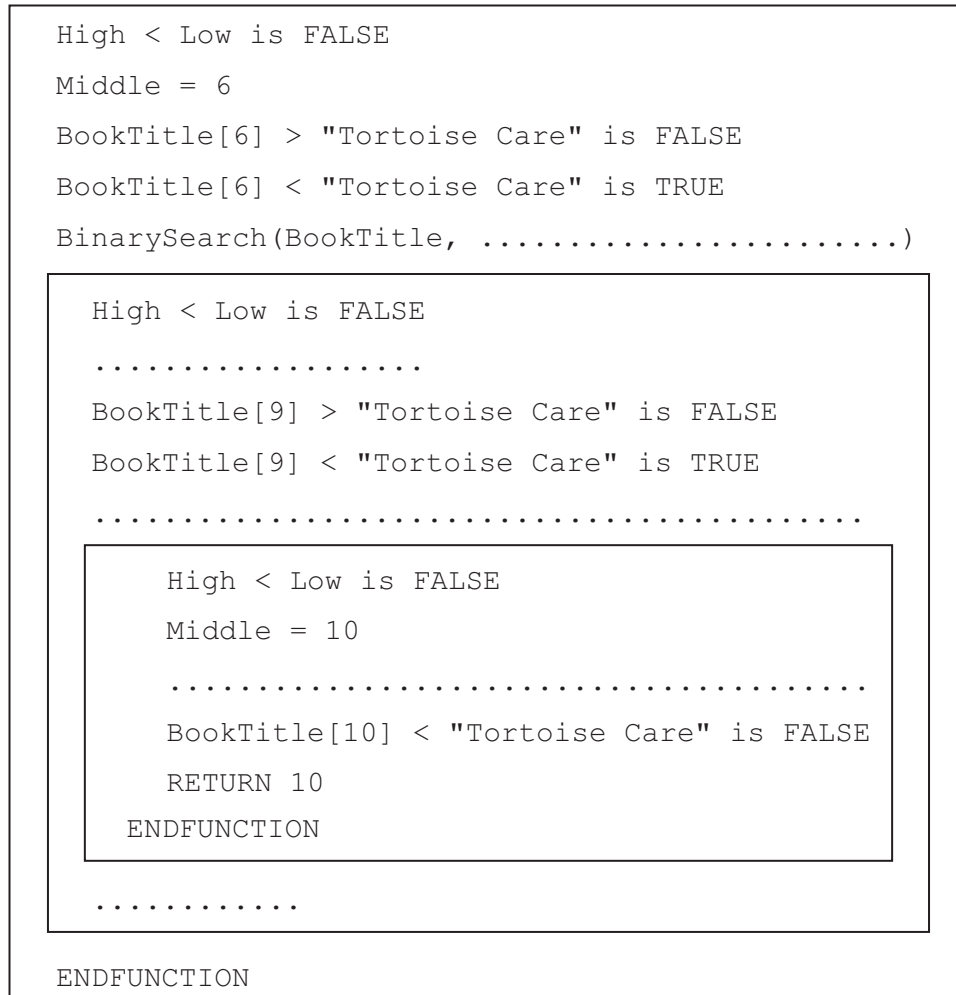 High < Low is FALSE
Middle = 6
BookTitle[6] > "Tortoise Care" is FALSE
BookTitle[6] < "Tortoise Care" is TRUE
BinarySearch(BookTitle, ........................)
High < Low is FALSE
...................
BookTitle[9] > "Tortoise Care" is FALSE
BookTitle[9] < "Tortoise Care" is TRUE
............................................
High < Low is FALSE
Middle = 10
........................................
BookTitle[10] < "Tortoise Care" is FALSE
RETURN 10
ENDFUNCTION
............
ENDFUNCTION